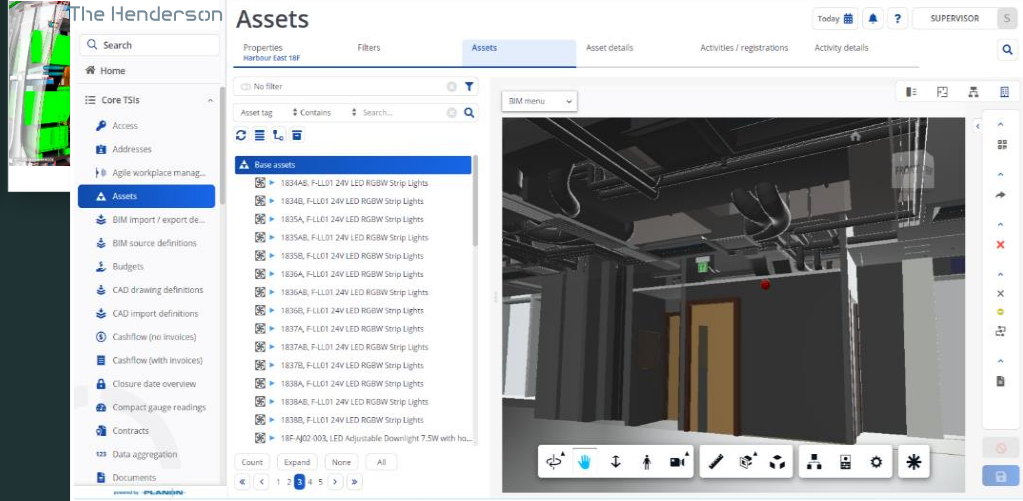 The Henderson
Search
Home
Core TSIs
Access
Addresses
Agile workplace manag...
Assets
BIM import / export de...
BIM source definitions
Budgets
CAD drawing definitions
CAD import definitions
Cashflow (no invoices)
Cashflow (with invoices)
Closure date overview
Compact gauge readings
Contracts
123 Data aggregation
Documents
powered by PLANON
Assets
Today
?
SUPERVISOR
S
Properties
Harbour East 18F
Filters
Assets
Asset details
Activities / registrations
Activity details
No filter
Asset tag
Contains
Search...
Base assets
1834AB, F-LL01 24V LED RGBW Strip Lights
1834B, F-LL01 24V LED RGBW Strip Lights
1835A, F-LL01 24V LED RGBW Strip Lights
1835AB, F-LL01 24V LED RGBW Strip Lights
1835B, F-LL01 24V LED RGBW Strip Lights
1836A, F-LL01 24V LED RGBW Strip Lights
1836AB, F-LL01 24V LED RGBW Strip Lights
1836B, F-LL01 24V LED RGBW Strip Lights
1837A, F-LL01 24V LED RGBW Strip Lights
1837AB, F-LL01 24V LED RGBW Strip Lights
1837B, F-LL01 24V LED RGBW Strip Lights
1838A, F-LL01 24V LED RGBW Strip Lights
1838AB, F-LL01 24V LED RGBW Strip Lights
1838B, F-LL01 24V LED RGBW Strip Lights
18F-AJ02-003, LED Adjustable Downlight 7.5W with ho...
Count
Expand
None
All
1 2 3 4 5
BIM menu